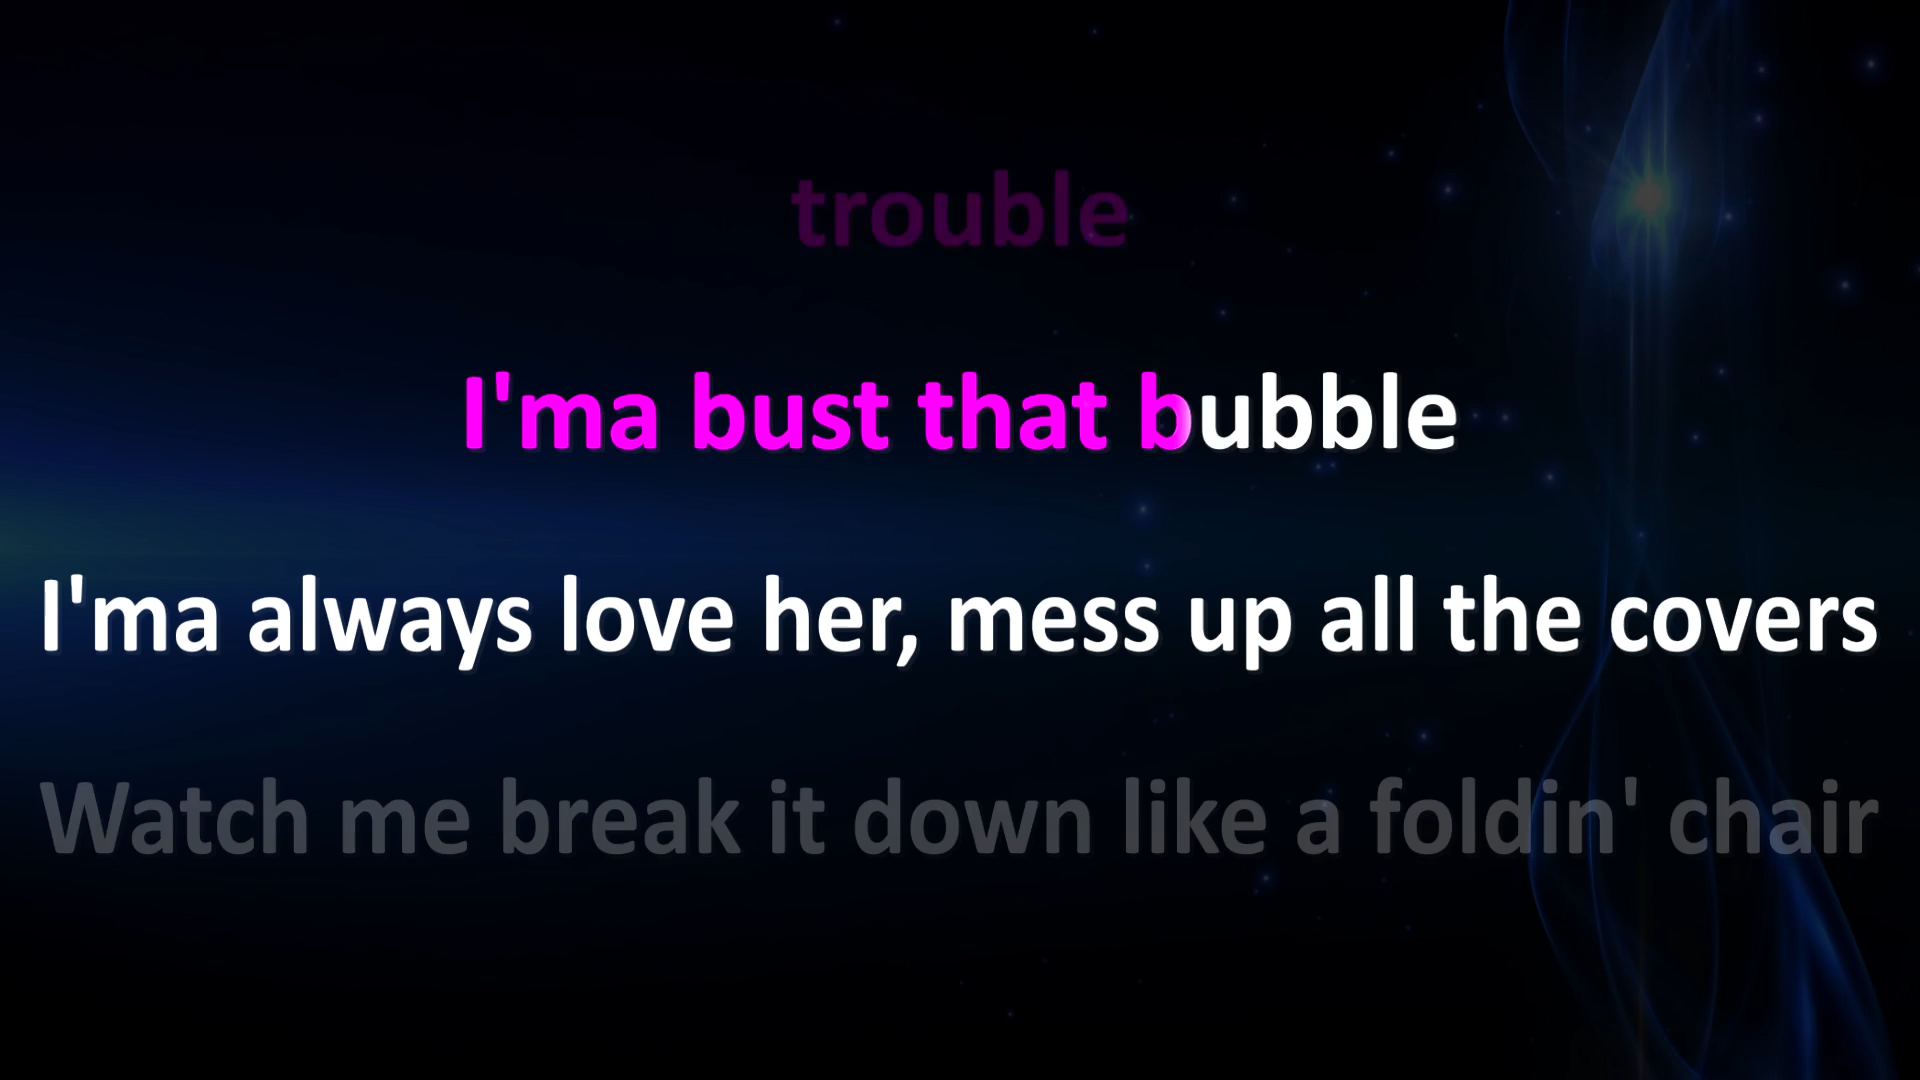 trouble
I'ma bust that bubble
I'ma always love her, mess up all the covers
Watch me break it down like a foldin' chair